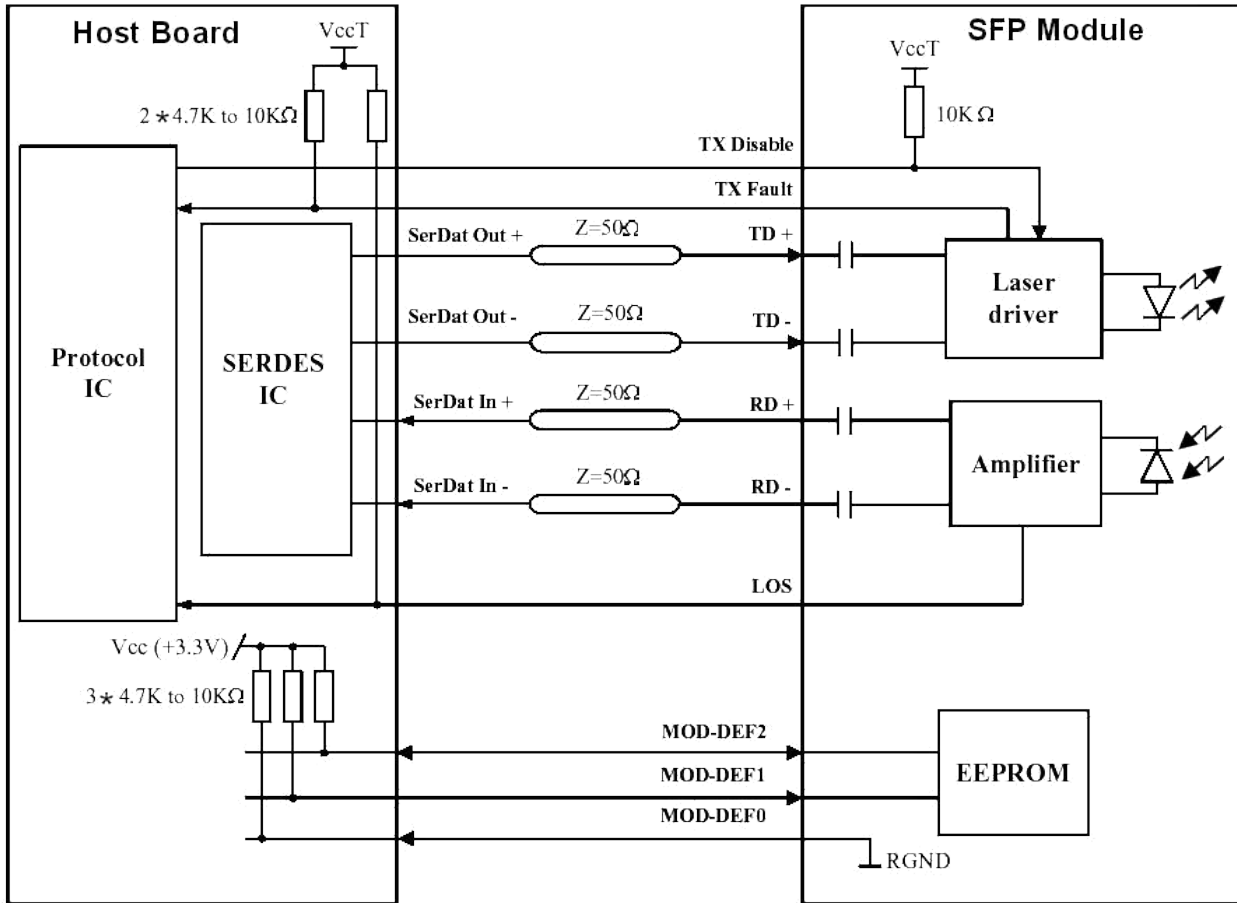 Host Board
SFP Module
VccT
VccT
2*4.7K to 10KΩ
10KΩ
TX Disable
TX Fault
SerDat Out +
Z=50Ω
TD +
Laser
driver
SerDat Out -
Z=50Ω
TD -
Protocol
IC
SERDES
IC
SerDat In +
Z=50Ω
RD +
Amplifier
SerDat In -
Z=50Ω
RD -
LOS
Vcc (+3.3V)
3*4.7K to 10KΩ
MOD-DEF2
MOD-DEF1
MOD-DEF0
EEPROM
RGND